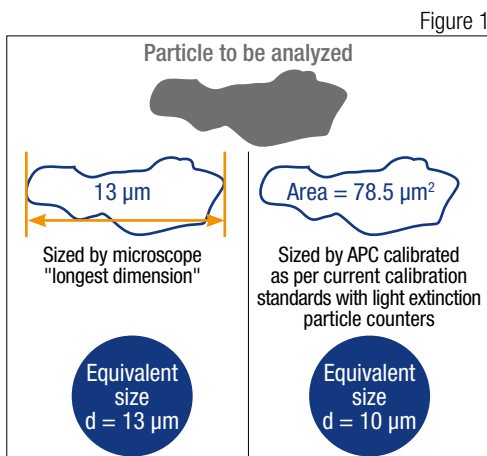 Figure 1
Particle to be analyzed
13 µm
Sized by microscope
"longest dimension"
Equivalent
size
d = 13 µm
Area = 78.5 µm²
Sized by APC calibrated
as per current calibration
standards with light extinction
particle counters
Equivalent
size
d = 10 µm